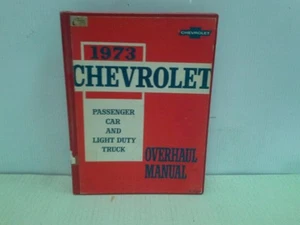 CHEVROLET
1973
CHEVROLET
PASSENGER
CAR
AND
LIGHT DUTY
TRUCK
OVERHAUL
MANUAL